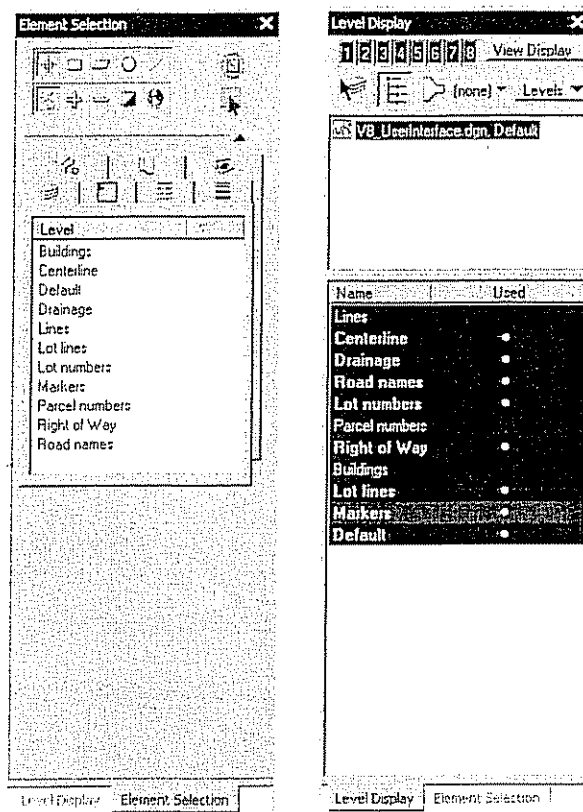 Element Selection
Level
Buildings
Centerline
Default
Drainage
Lines
Lot lines
Lot numbers
Markers
Parcel numbers
Right of Way
Road names
Level Display Element Selection
Level Display
1 2 3 4 5 6 7 8 View Display
(none) Levels
V8_UserInterface.dgn, Default
Name Used
Lines
Centerline
Drainage
Road names
Lot numbers
Parcel numbers
Right of Way
Buildings
Lot lines
Markers
Default
Level Display Element Selection